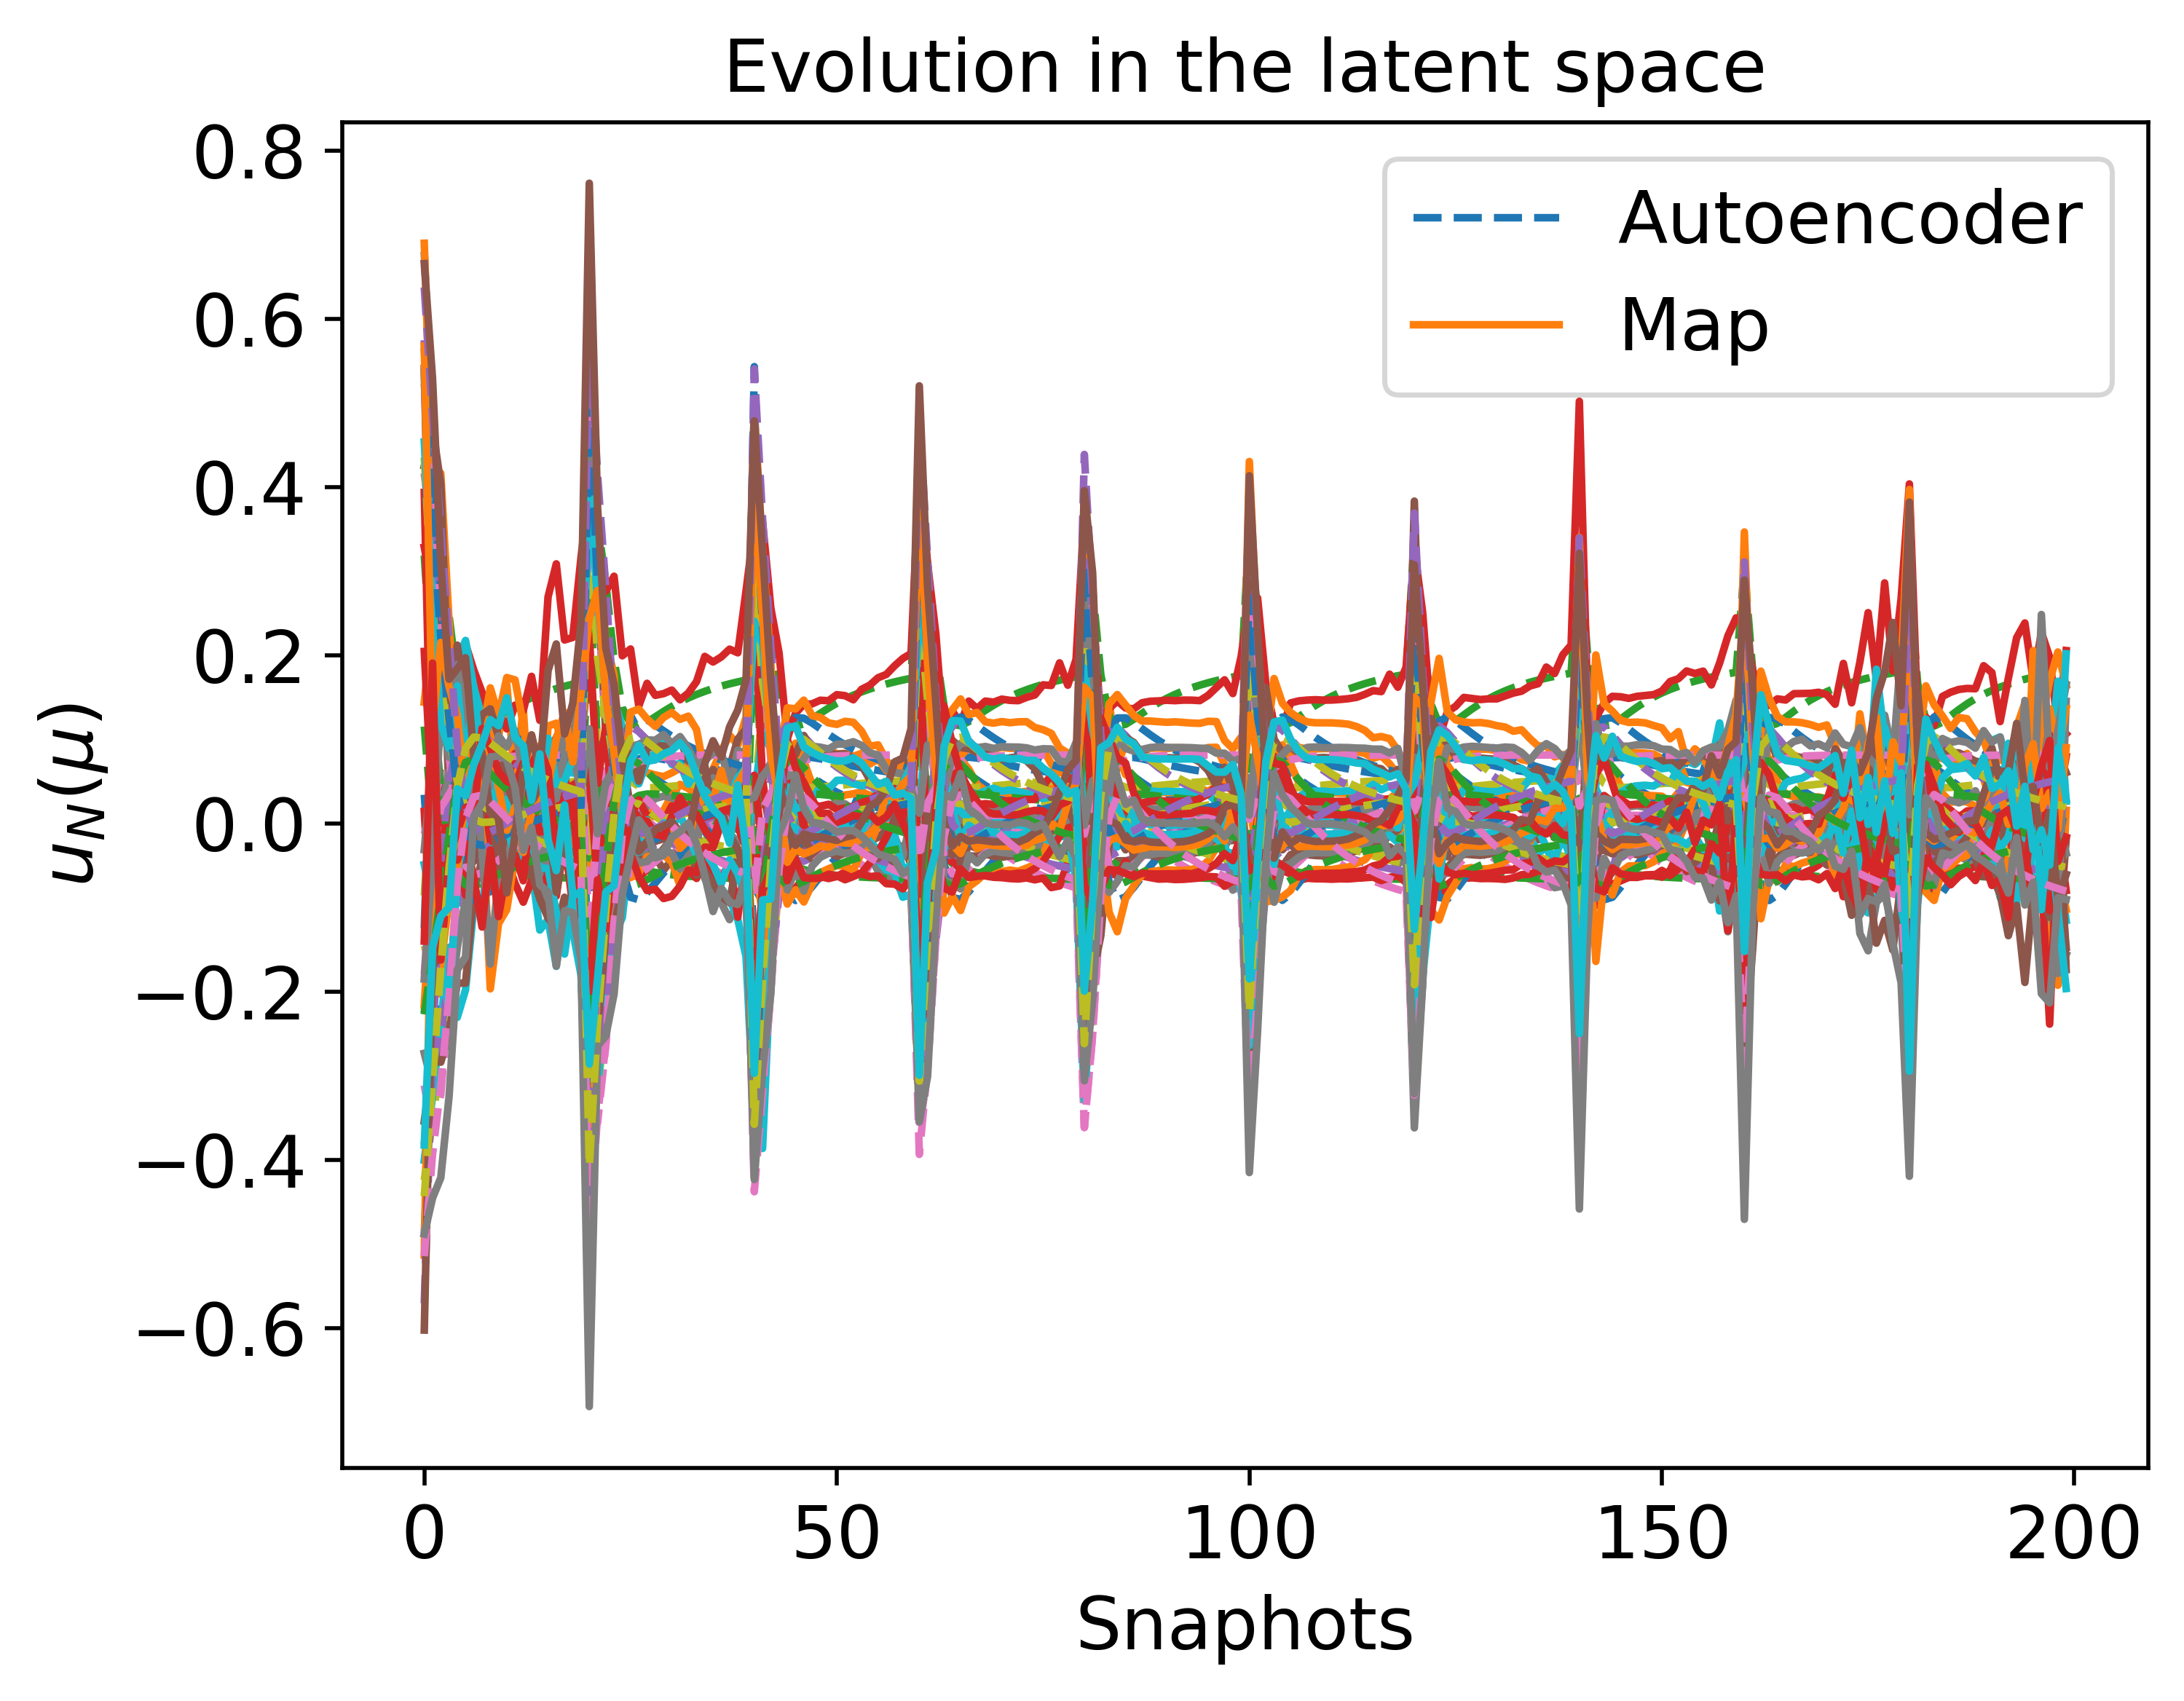 Evolution in the latent space
0.8
0.6
0.4
0.2
0.0
−0.2
−0.4
−0.6
u_N(μ)
Autoencoder
Map
0 50 100 150 200
Snaphots